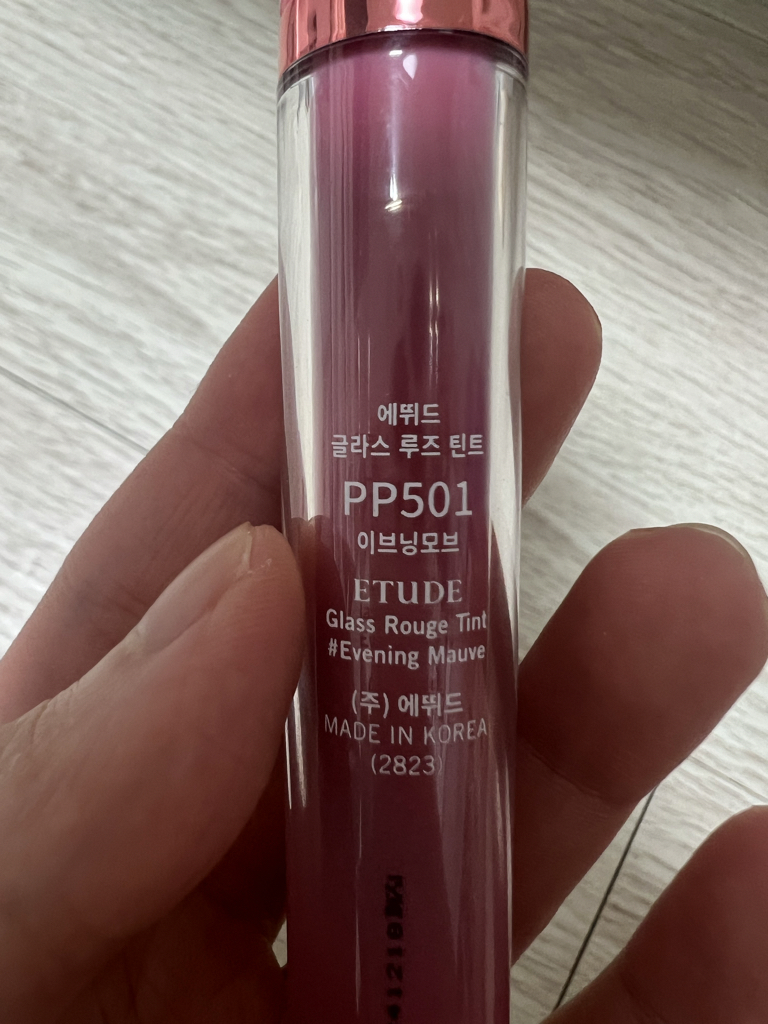 에뛰드
글라스 루즈 틴트
PP501
이브닝모브
ETUDE
Glass Rouge Tint
#Evening Mauve
(주) 에뛰드
MADE IN KOREA
(2823)